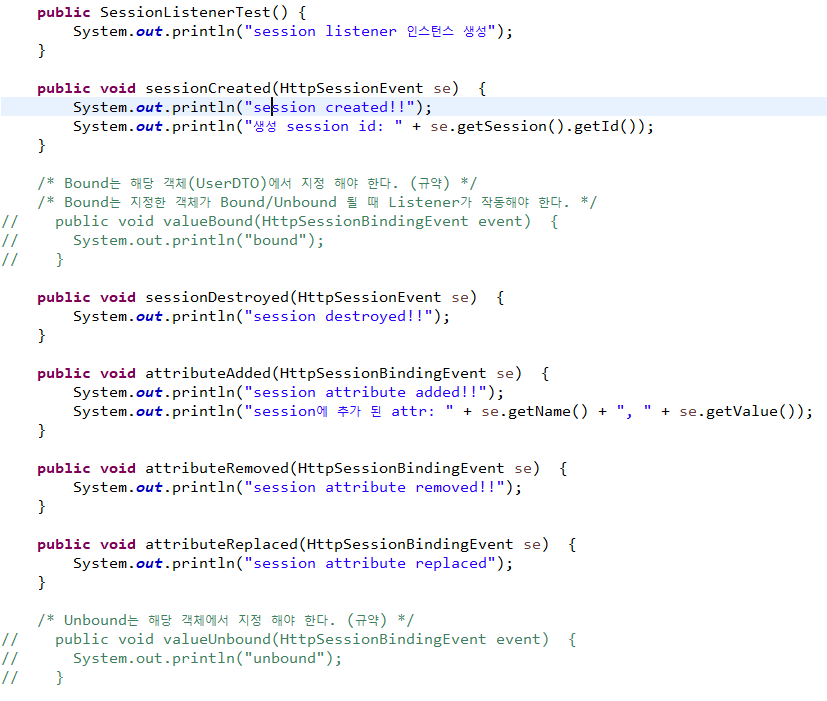 public SessionListenerTest() {
System.out.println("session listener 인스턴스 생성");
}
public void sessionCreated(HttpSessionEvent se)  {
System.out.println("session created!!");
System.out.println("생성 session id: " + se.getSession().getId());
}
/* Bound는 해당 객체(UserDTO)에서 지정 해야 한다. (규약) */
/* Bound는 지정한 객체가 Bound/Unbound 될 때 Listener가 작동해야 한다. */
//    public void valueBound(HttpSessionBindingEvent event)  {
//      System.out.println("bound");
//    }
public void sessionDestroyed(HttpSessionEvent se)  {
System.out.println("session destroyed!!");
}
public void attributeAdded(HttpSessionBindingEvent se)  {
System.out.println("session attribute added!!");
System.out.println("session에 추가 된 attr: " + se.getName() + ", " + se.getValue());
}
public void attributeRemoved(HttpSessionBindingEvent se)  {
System.out.println("session attribute removed!!");
}
public void attributeReplaced(HttpSessionBindingEvent se)  {
System.out.println("session attribute replaced");
}
/* Unbound는 해당 객체에서 지정 해야 한다. (규약) */
//    public void valueUnbound(HttpSessionBindingEvent event)  {
//      System.out.println("unbound");
//    }